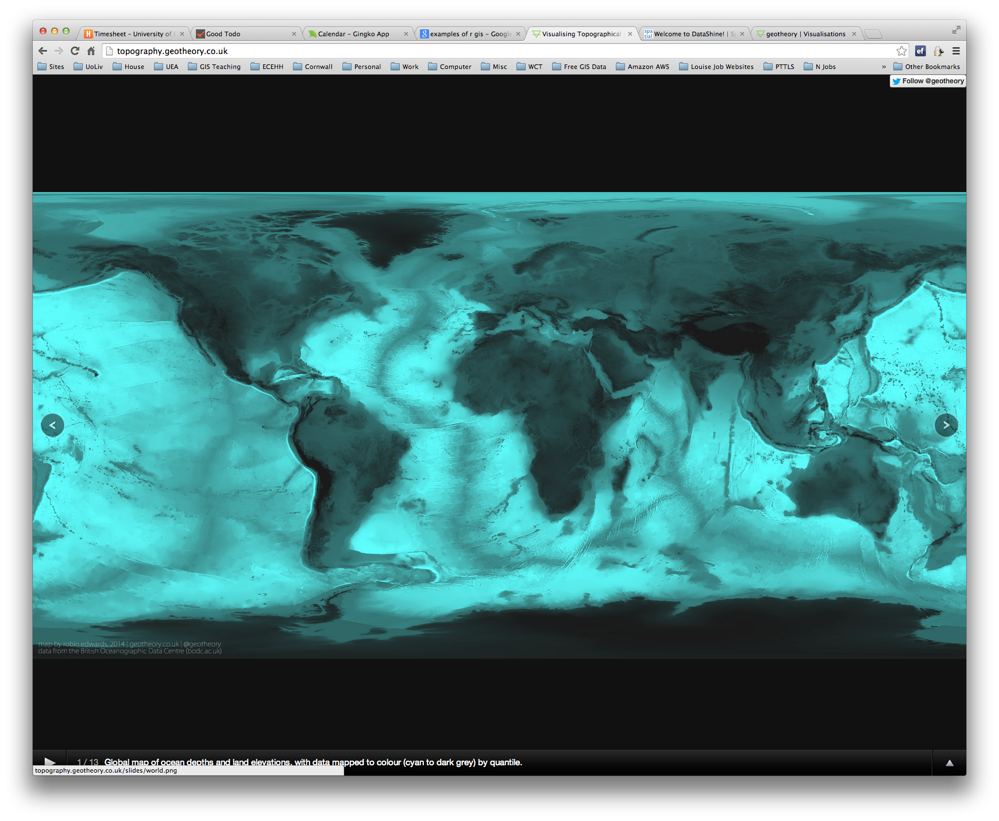 Timesheet – University of L
Good Todo
Calendar – Gingko App
examples of r gis – Google
Visualising Topographical
Welcome to DataShine! | S
geotheory | Visualisations
topography.geotheory.co.uk
ef
Sites
UoLiv
House
UEA
GIS Teaching
ECEHH
Cornwall
Personal
Work
Computer
Misc
WCT
Free GIS Data
Amazon AWS
Louise Job Websites
PTTLS
N Jobs
»
Other Bookmarks
Follow @geotheory
map by robin edwards, 2014 | geotheory.co.uk | @geotheory
data from the British Oceanographic Data Centre (bodc.ac.uk)
1 / 13 Global map of ocean depths and land elevations, with data mapped to colour (cyan to dark grey) by quantile.
topography.geotheory.co.uk/slides/world.png